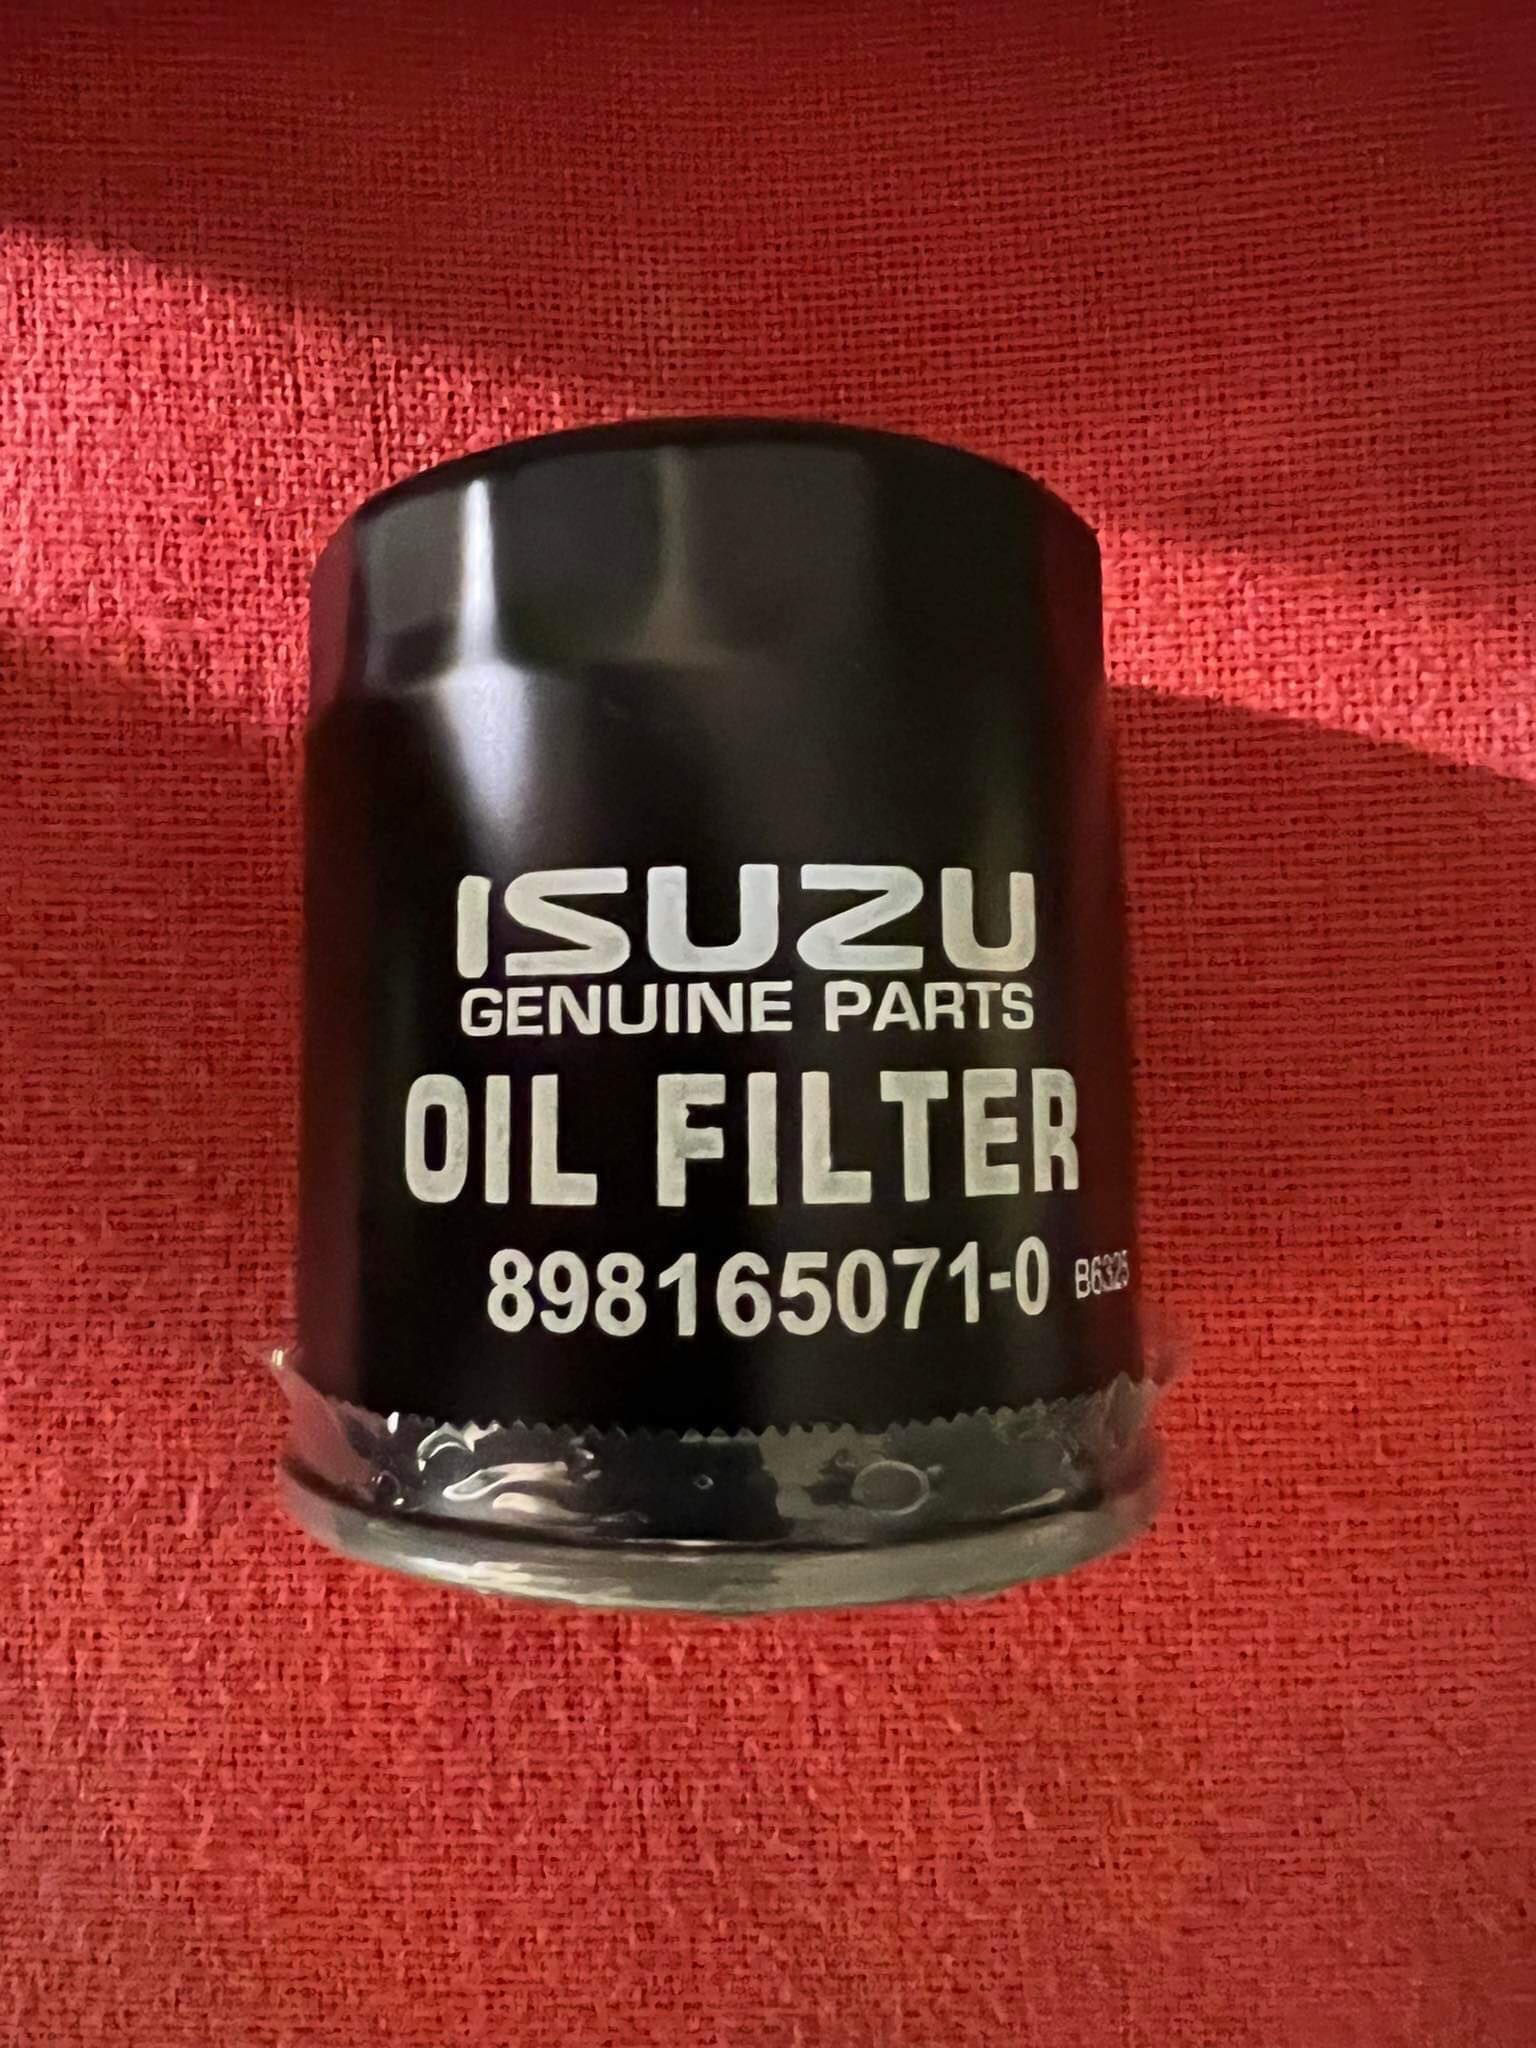 ISUZU
GENUINE PARTS
OIL FILTER
898165071-0 B6325